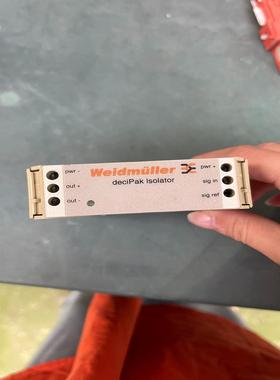 pwr -
Weidmüller
pwr +
out +
deciPak Isolator
sig in
out -
sig ref